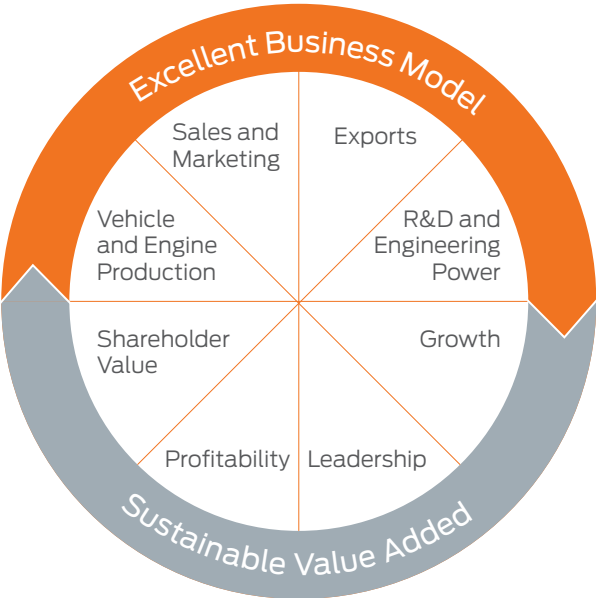 Excellent Business Model
Sales and
Marketing
Exports
Vehicle
and Engine
Production
R&D and
Engineering
Power
Shareholder
Value
Growth
Profitability
Leadership
Sustainable Value Added